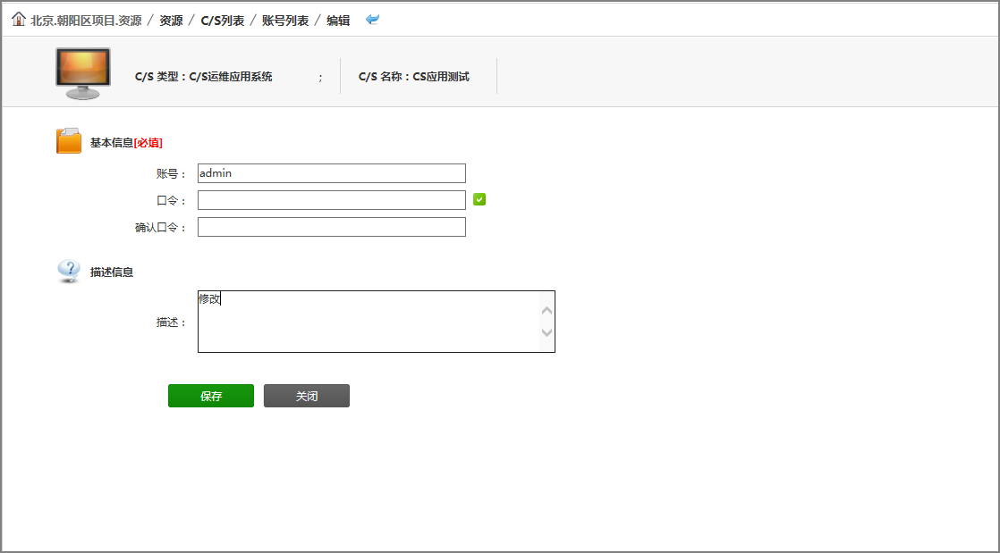 北京.朝阳区项目.资源 / 资源 / C/S列表 / 账号列表 / 编辑
C/S 类型：C/S运维应用系统 ; C/S 名称：CS应用测试
基本信息[必填]
账号： admin
口令：
确认口令：
描述信息
描述： 修改
保存 关闭